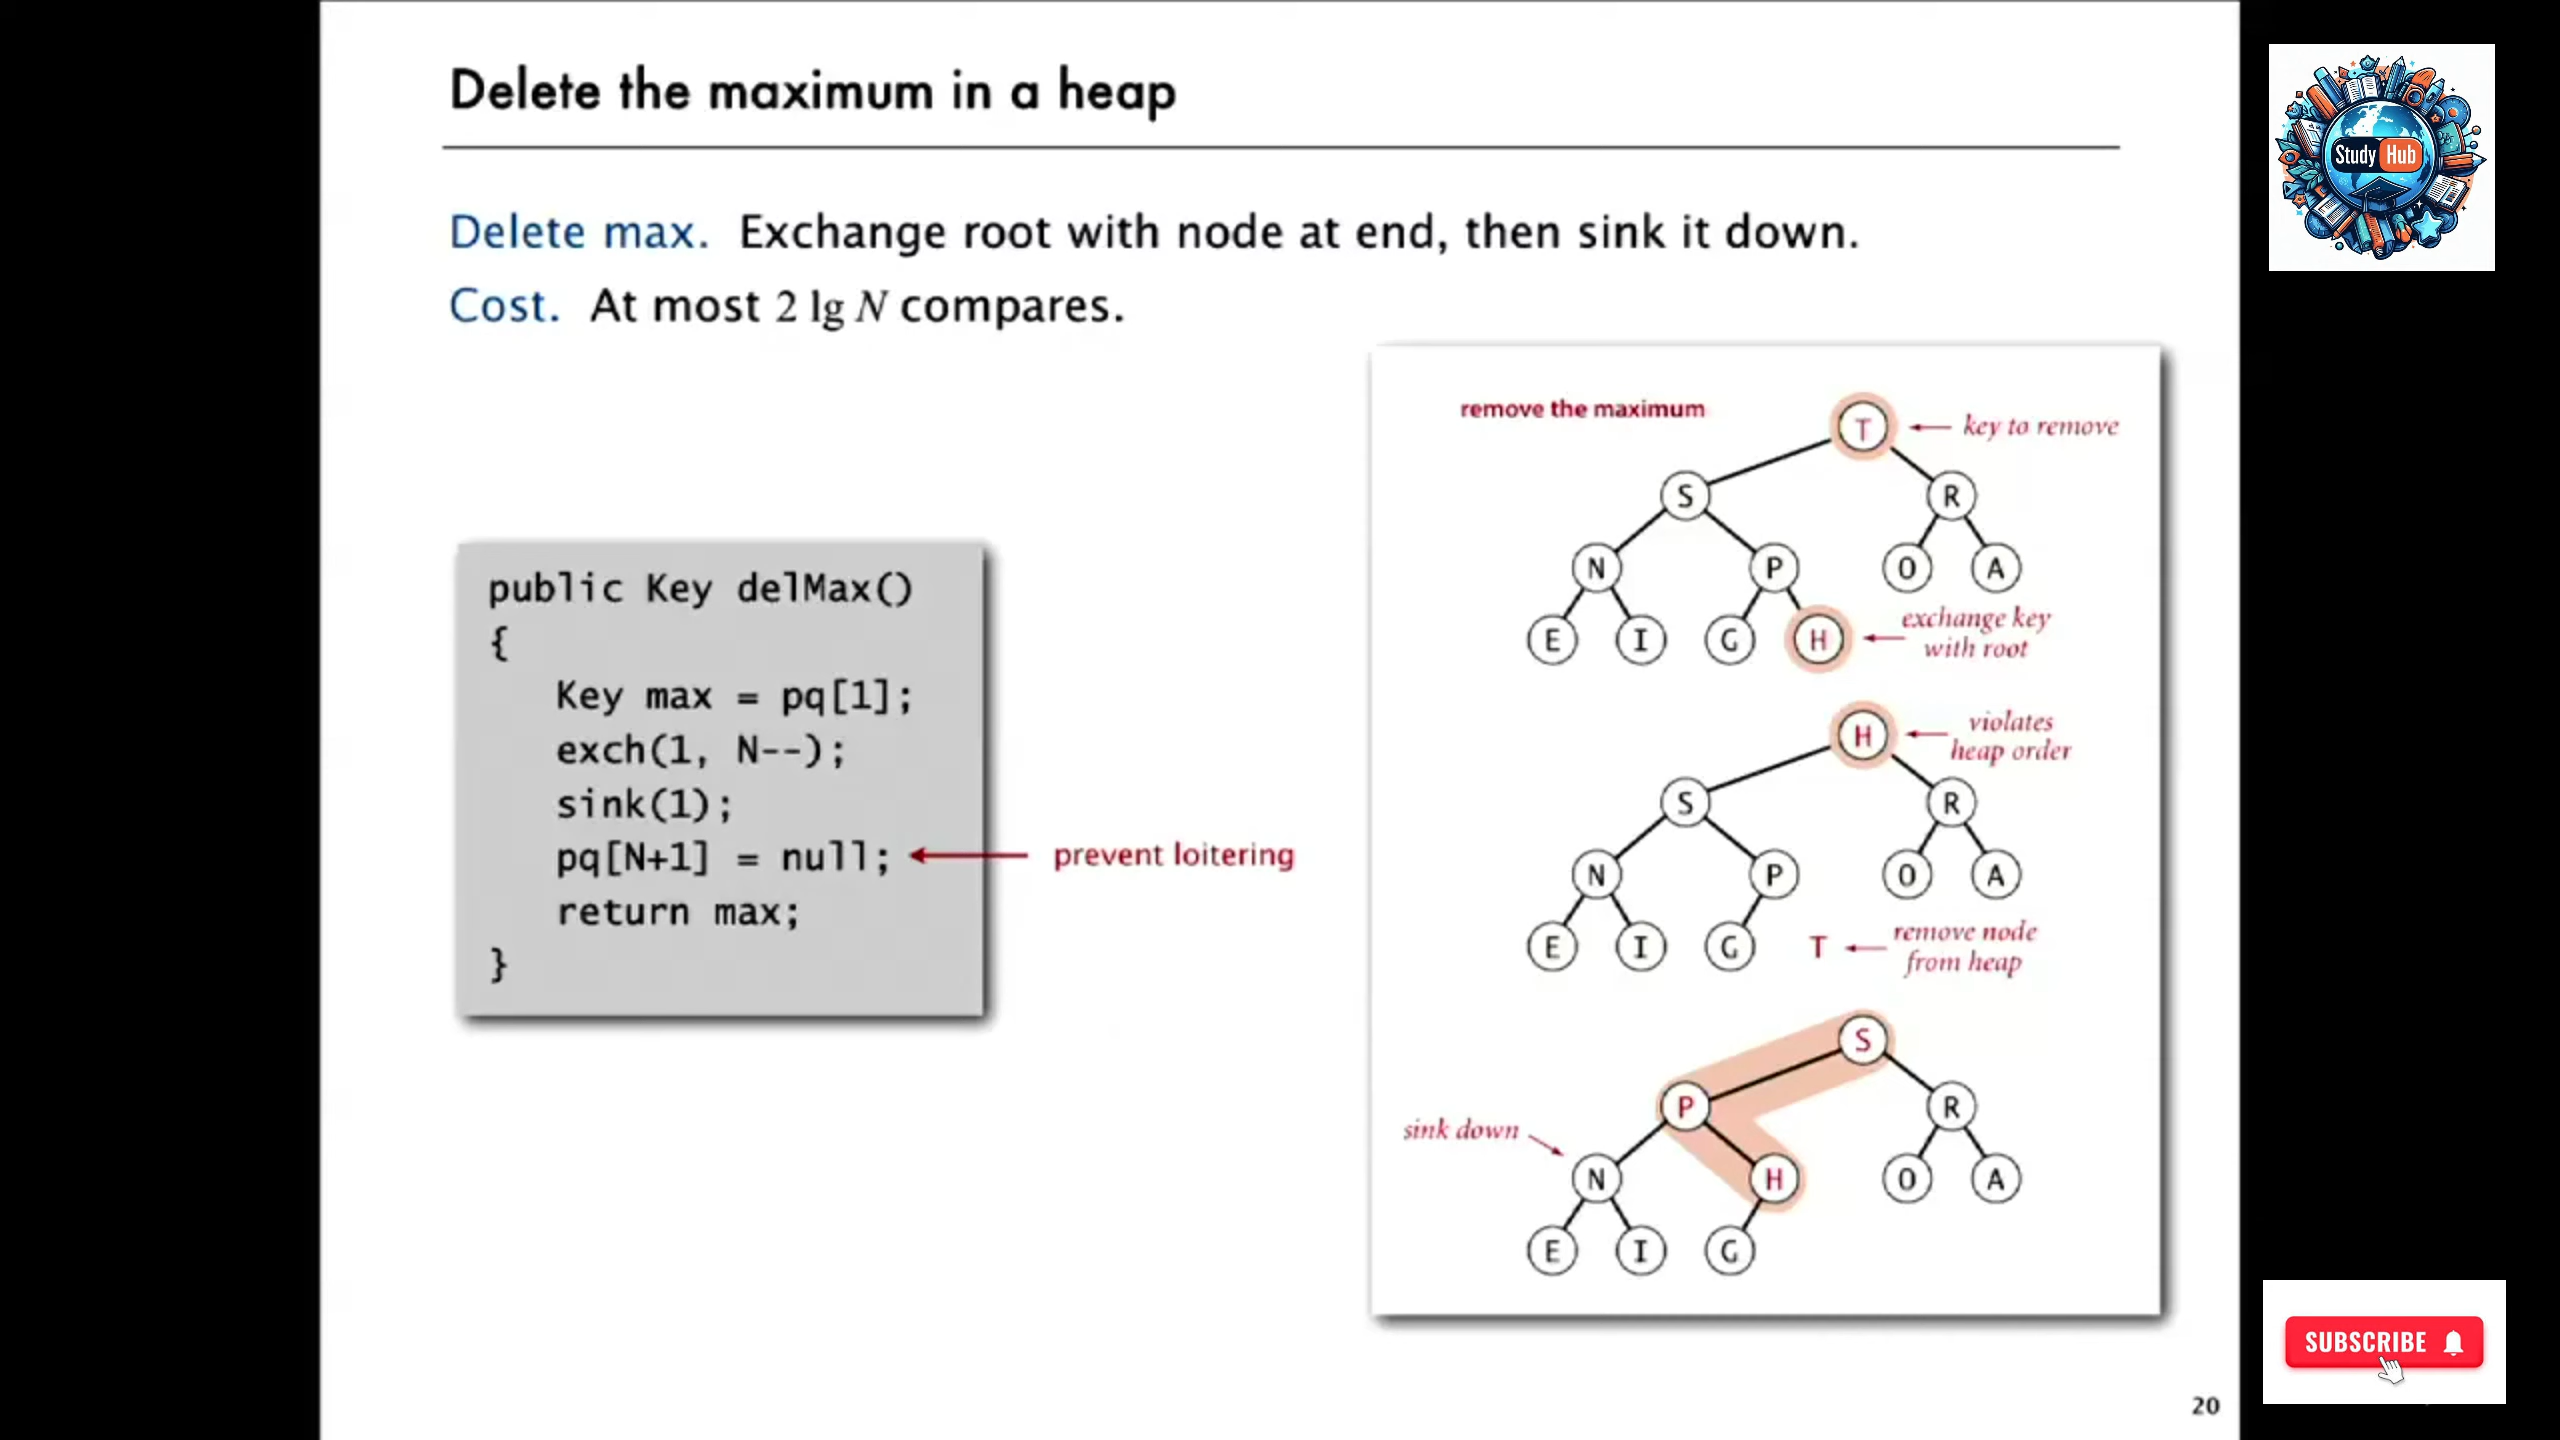 Delete the maximum in a heap
Study Hub
Delete max. Exchange root with node at end, then sink it down.
Cost. At most 2 lg N compares.
public Key delMax()
{
Key max = pq[1];
exch(1, N--);
sink(1);
pq[N+1] = null;
return max;
}
prevent loitering
remove the maximum
T
key to remove
S R
N P O A
E I G H
exchange key
with root
H
violates
heap order
S R
N P O A
E I G T
remove node
from heap
S
P R
sink down
N H O A
E I G
SUBSCRIBE
20